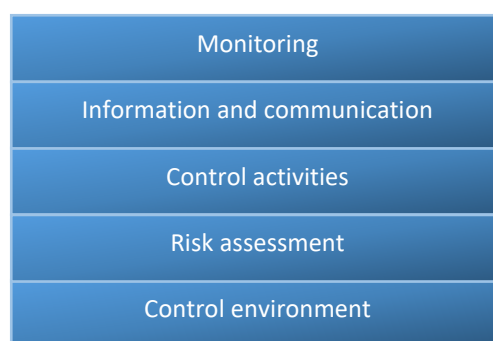 Monitoring
Information and communication
Control activities
Risk assessment
Control environment